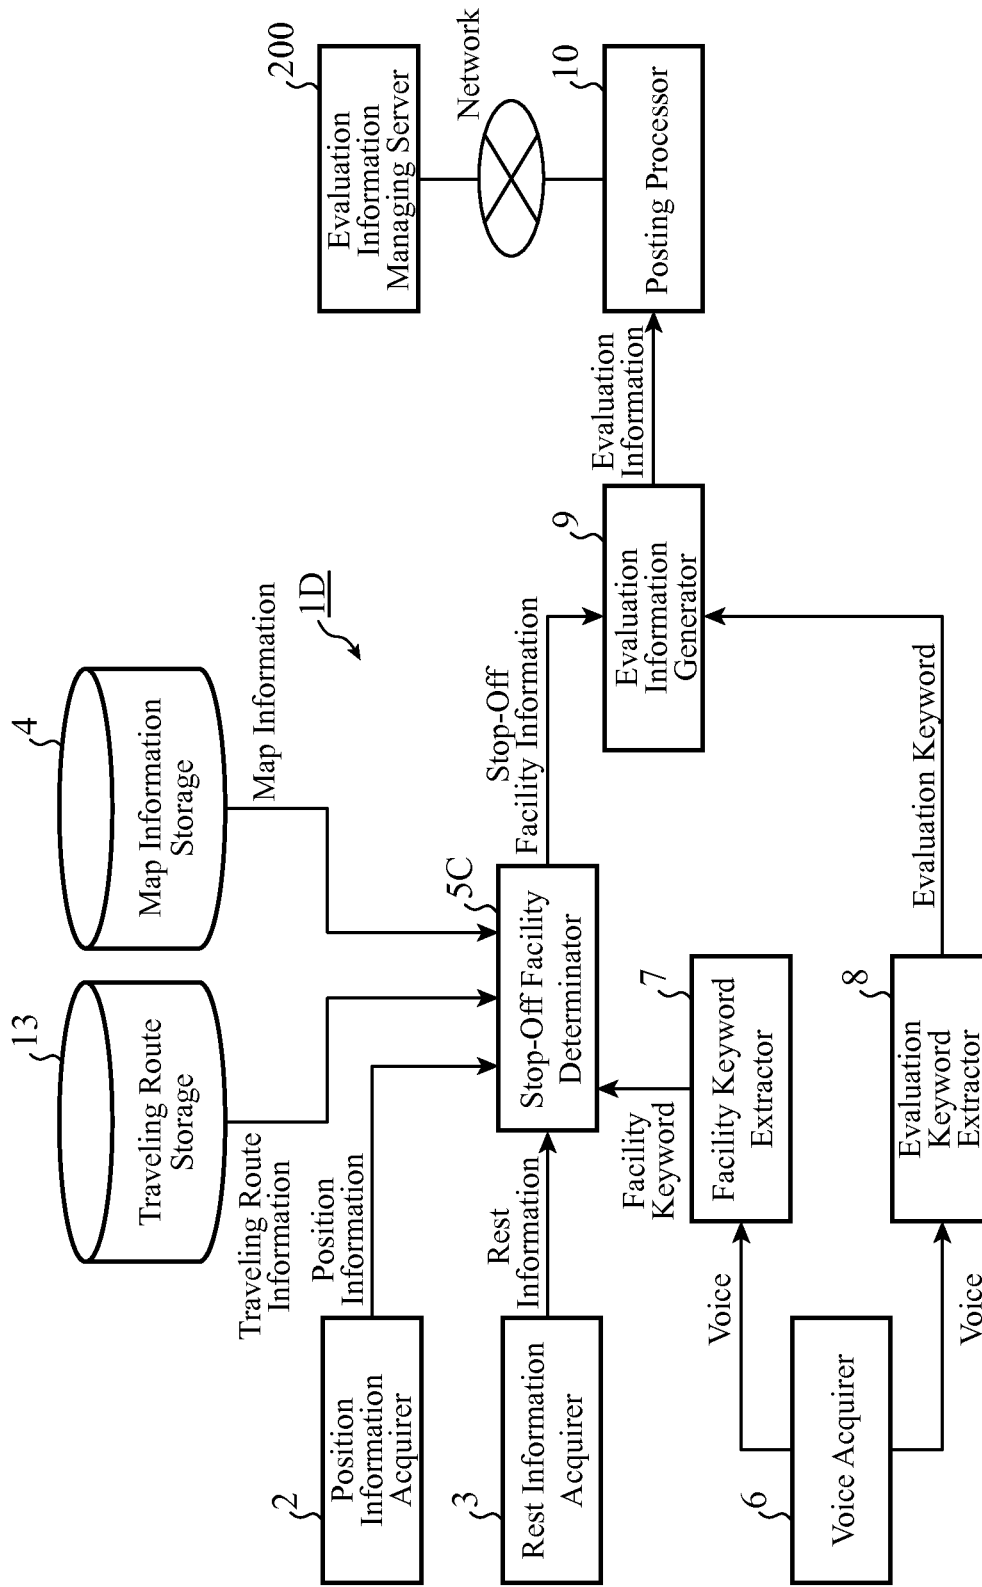 13
Traveling Route
Storage
4
Map Information
Storage
Traveling Route
Information
Map Information
1D
200
Evaluation
Information
Managing Server
Network
2
Position
Information
Acquirer
Position
Information
3
Rest Information
Acquirer
Rest
Information
5C
Stop-Off Facility
Determinator
Stop-Off
Facility Information
9
Evaluation
Information
Generator
Evaluation
Information
10
Posting Processor
Facility
Keyword
7
Facility Keyword
Extractor
6
Voice Acquirer
Voice
Voice
8
Evaluation
Keyword
Extractor
Evaluation Keyword